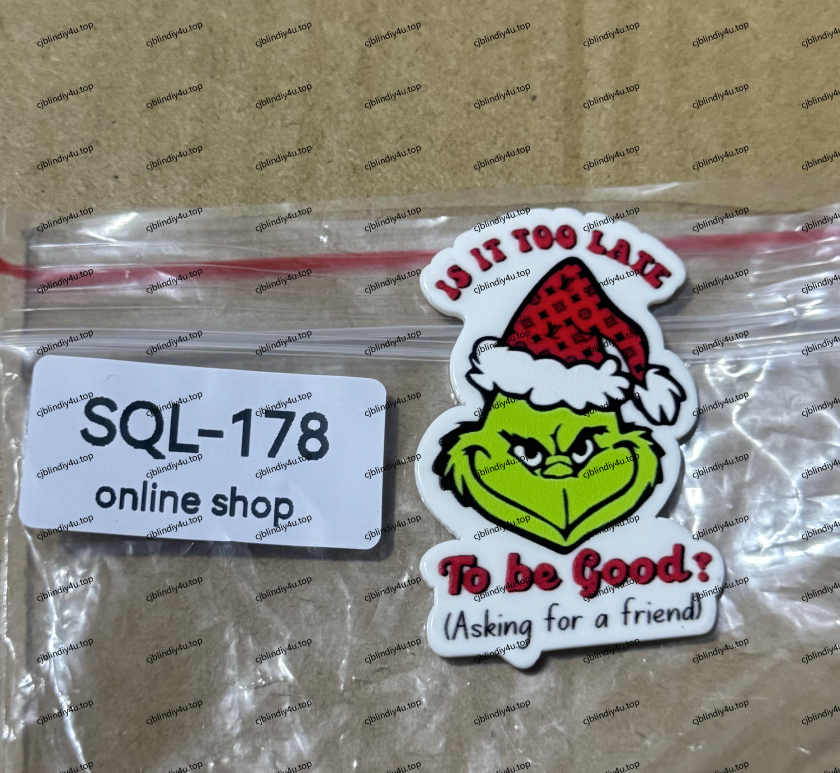 IS IT TOO LATE
SQL-178
online shop
To be Good?
(Asking for a friend)
cjblindiy4u.top